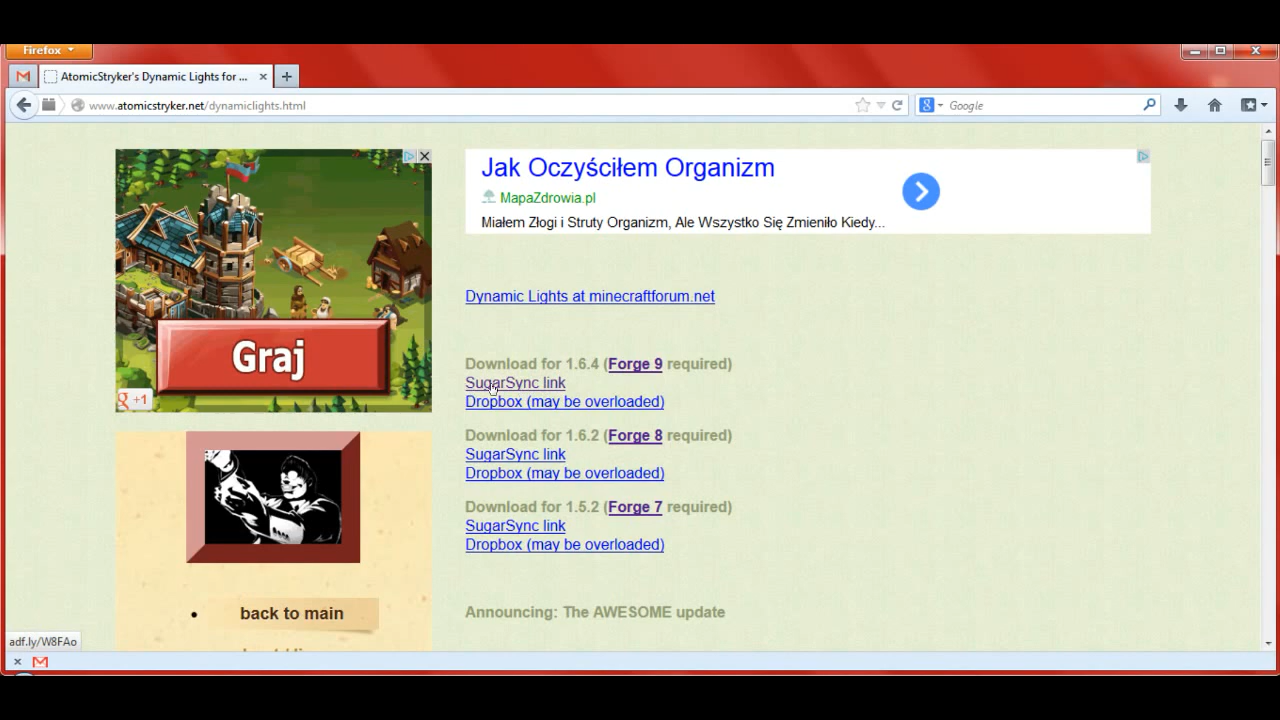 Firefox
AtomicStryker's Dynamic Lights for ...
www.atomicstryker.net/dynamiclights.html
Google
Jak Oczyściłem Organizm
MapaZdrowia.pl
Miałem Złogi i Struty Organizm, Ale Wszystko Się Zmieniło Kiedy...
Graj
+1
Dynamic Lights at minecraftforum.net
Download for 1.6.4 (Forge 9 required)
SugarSync link
Dropbox (may be overloaded)
Download for 1.6.2 (Forge 8 required)
SugarSync link
Dropbox (may be overloaded)
Download for 1.5.2 (Forge 7 required)
SugarSync link
Dropbox (may be overloaded)
Announcing: The AWESOME update
back to main
adf.ly/W8FAo